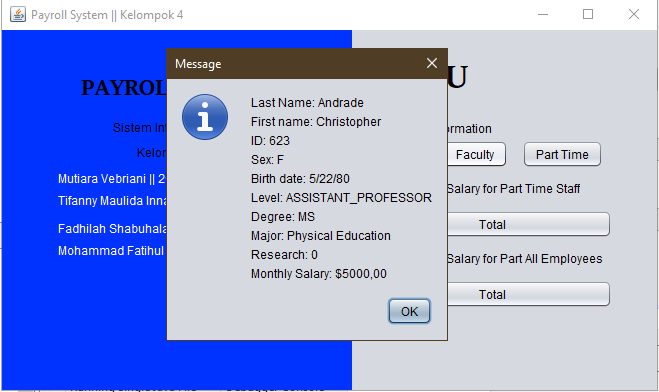 Payroll System || Kelompok 4
Message
PAYROL
U
Last Name: Andrade
First name: Christopher
ID: 623
Sex: F
Birth date: 5/22/80
Level: ASSISTANT_PROFESSOR
Degree: MS
Major: Physical Education
Research: 0
Monthly Salary: $5000,00
OK
Sistem In
Kelor
Mutiara Vebriani || 2
Tifanny Maulida Inna
Fadhilah Shabuhala
Mohammad Fatihul
ormation
Faculty
Part Time
Salary for Part Time Staff
Total
Salary for Part All Employees
Total